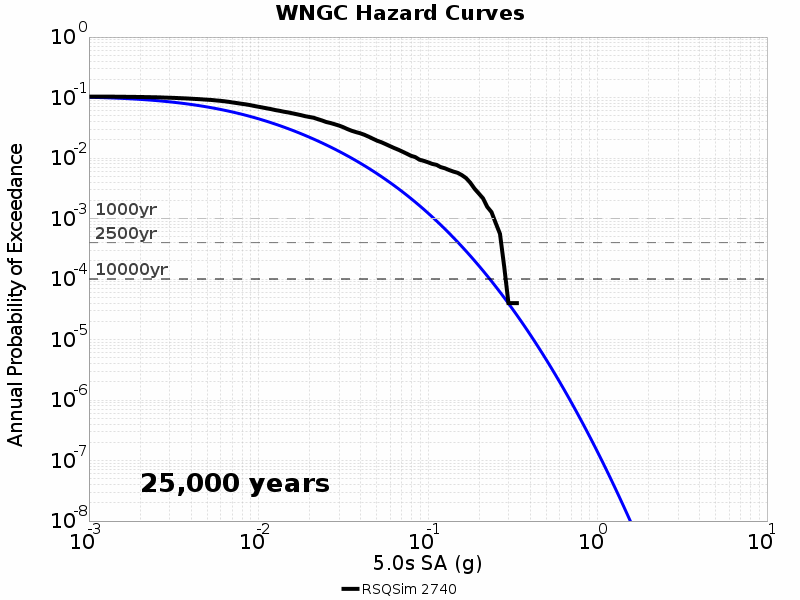 WNGC Hazard Curves
10^0
10^-1
10^-2
10^-3
10^-4
10^-5
10^-6
10^-7
10^-8
Annual Probability of Exceedance
1000yr
2500yr
10000yr
25,000 years
10^-3 10^-2 10^-1 10^0 10^1
5.0s SA (g)
RSQSim 2740